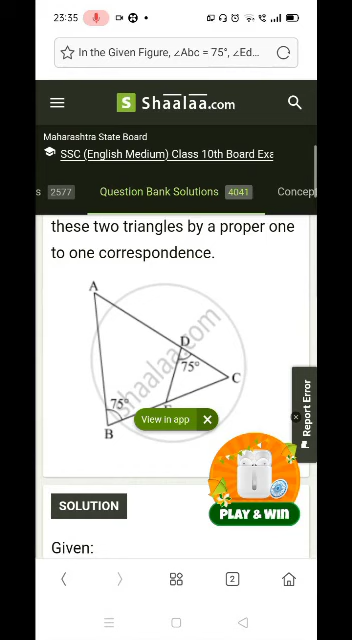 23:35
In the Given Figure, ∠Abc = 75°, ∠Ed...
S Shaalaa.com
Maharashtra State Board
SSC (English Medium) Class 10th Board Exa
s 2577 Question Bank Solutions 4041 Concep
these two triangles by a proper one
to one correspondence.
A
D
75°
C
75°
B
shaalaa.com
View in app
Report Error
PLAY & WIN
SOLUTION
Given:
2